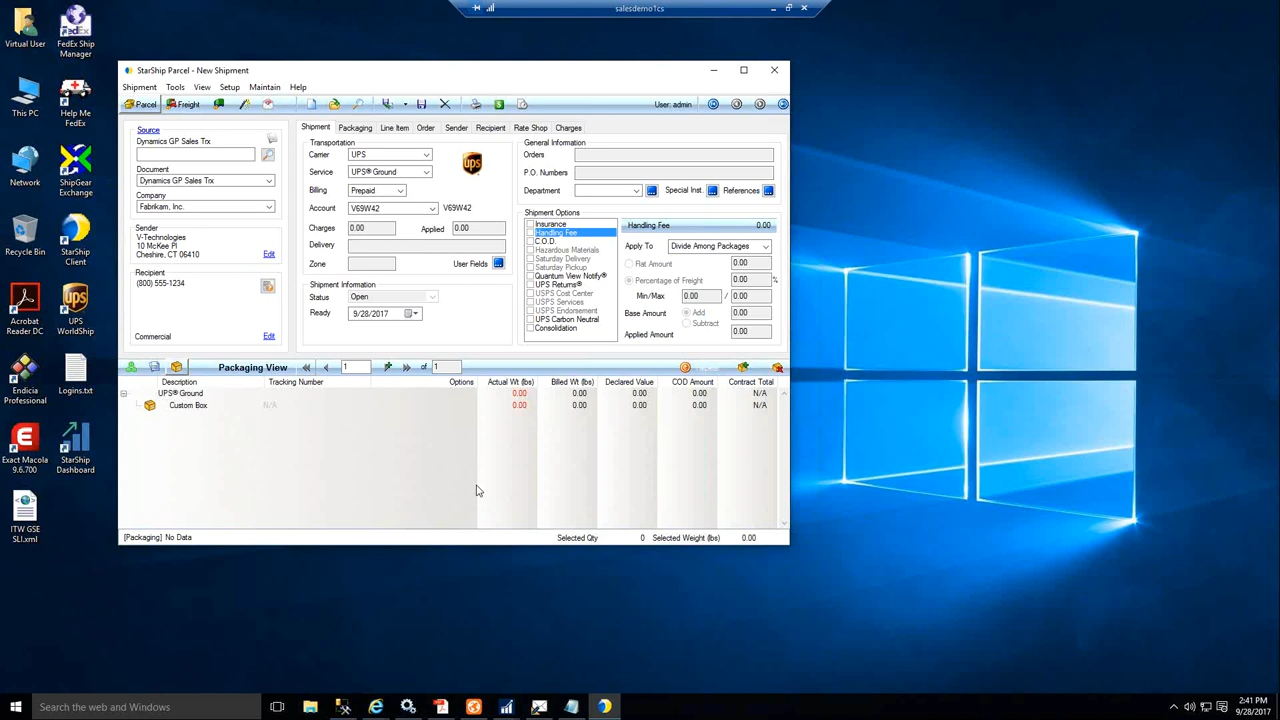 salesdemo1cs
Virtual User
FedEx Ship Manager
This PC
Help Me FedEx
Network
ShipGear Exchange
Recycle Bin
StarShip Client
Acrobat Reader DC
UPS WorldShip
Endicia Professional
Logins.txt
Exact Macola 9.6.700
StarShip Dashboard
ITW GSE SLI.xml
StarShip Parcel - New Shipment
Shipment Tools View Setup Maintain Help
Parcel Freight User: admin
Source
Dynamics GP Sales Trx
Document
Dynamics GP Sales Trx
Company
Fabrikam, Inc.
Sender
V-Technologies
10 McKee Pl
Cheshire, CT 06410 Edit
Recipient
(800) 555-1234
Commercial Edit
Shipment Packaging Line Item Order Sender Recipient Rate Shop Charges
Transportation
Carrier UPS
ups
Service UPS® Ground
Billing Prepaid
Account V69W42 V69W42
Charges 0.00 Applied 0.00
Delivery
Zone User Fields
Shipment Information
Status Open
Ready 9/28/2017
General Information
Orders
P.O. Numbers
Department Special Inst. References
Shipment Options
Insurance
Handling Fee
C.O.D.
Hazardous Materials
Saturday Delivery
Saturday Pickup
Quantum View Notify®
UPS Returns®
USPS Cost Center
USPS Services
USPS Endorsement
UPS Carbon Neutral
Consolidation
Handling Fee 0.00
Apply To Divide Among Packages
Flat Amount 0.00
Percentage of Freight 0.00 %
Min/Max 0.00 / 0.00
Base Amount Add 0.00
Subtract
Applied Amount 0.00
Packaging View 1 of 1
Description Tracking Number Options Actual Wt (lbs) Billed Wt (lbs) Declared Value COD Amount Contract Total
UPS® Ground 0.00 0.00 0.00 0.00 N/A
Custom Box N/A 0.00 0.00 0.00 0.00 N/A
[Packaging] No Data Selected Qty 0 Selected Weight (lbs) 0.00
Search the web and Windows
2:41 PM
9/28/2017